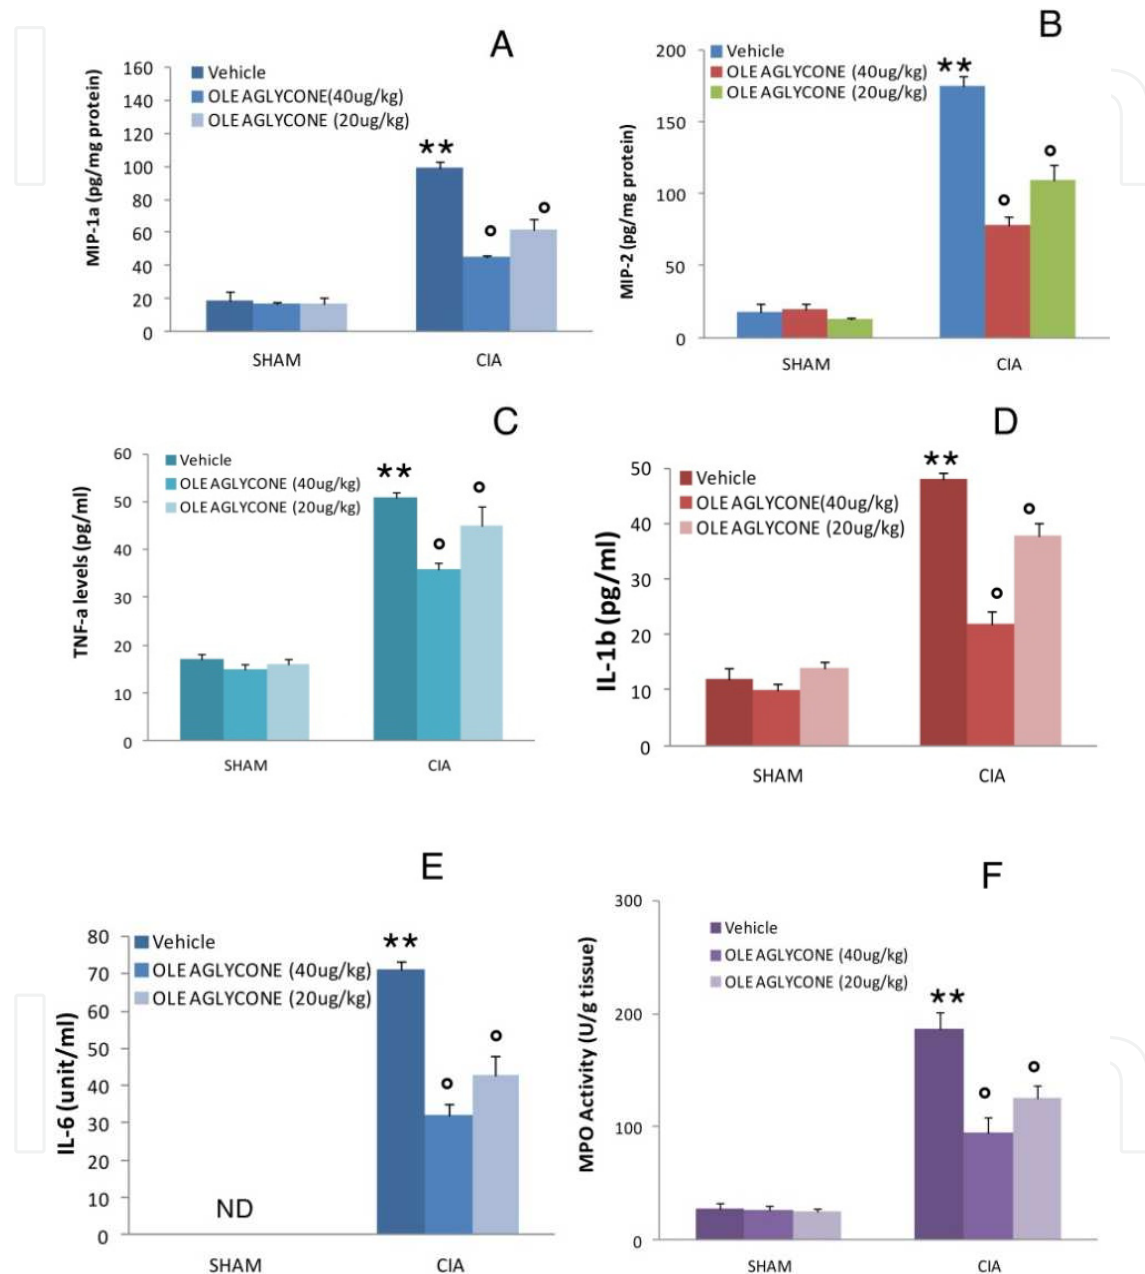 A
160
140
120
100
80
60
40
20
0
MIP-1a (pg/mg protein)
Vehicle
OLE AGLYCONE(40ug/kg)
OLE AGLYCONE (20ug/kg)
**
°
°
SHAM
CIA
B
200
150
100
50
0
MIP-2 (pg/mg protein)
Vehicle
OLE AGLYCONE (40ug/kg)
OLE AGLYCONE (20ug/kg)
**
°
°
SHAM
CIA
C
60
50
40
30
20
10
0
TNF-a levels (pg/ml)
Vehicle
OLE AGLYCONE (40ug/kg)
OLE AGLYCONE (20ug/kg)
**
°
°
SHAM
CIA
D
50
40
30
20
10
0
IL-1b (pg/ml)
Vehicle
OLE AGLYCONE(40ug/kg)
OLE AGLYCONE (20ug/kg)
**
°
°
SHAM
CIA
E
80
70
60
50
40
30
20
10
0
IL-6 (unit/ml)
Vehicle
OLE AGLYCONE (40ug/kg)
OLE AGLYCONE (20ug/kg)
**
°
°
ND
SHAM
CIA
F
300
200
100
0
MPO Activity (U/g tissue)
Vehicle
OLE AGLYCONE (40ug/kg)
OLE AGLYCONE (20ug/kg)
**
°
°
SHAM
CIA